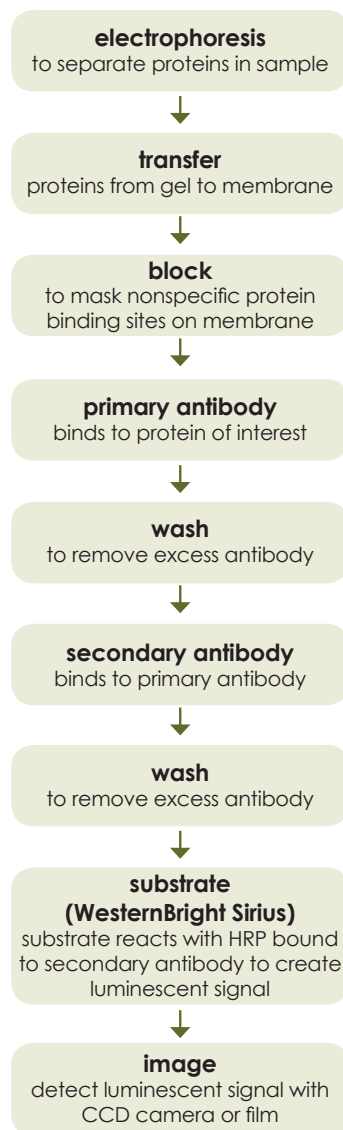 electrophoresis
to separate proteins in sample
transfer
proteins from gel to membrane
block
to mask nonspecific protein
binding sites on membrane
primary antibody
binds to protein of interest
wash
to remove excess antibody
secondary antibody
binds to primary antibody
wash
to remove excess antibody
substrate
(WesternBright Sirius)
substrate reacts with HRP bound
to secondary antibody to create
luminescent signal
image
detect luminescent signal with
CCD camera or film